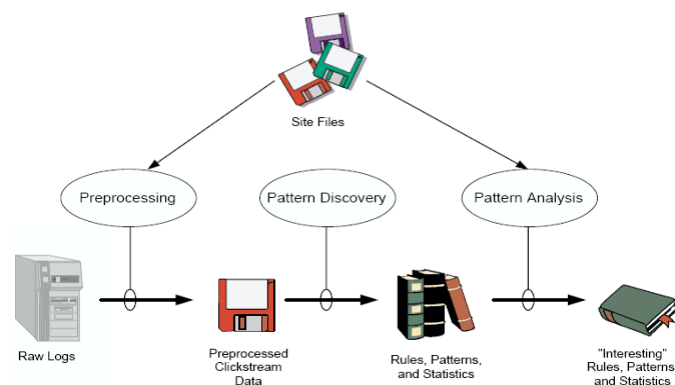 Site Files
Preprocessing
Pattern Discovery
Pattern Analysis
Raw Logs
Preprocessed
Clickstream
Data
Rules, Patterns,
and Statistics
"Interesting"
Rules, Patterns,
and Statistics